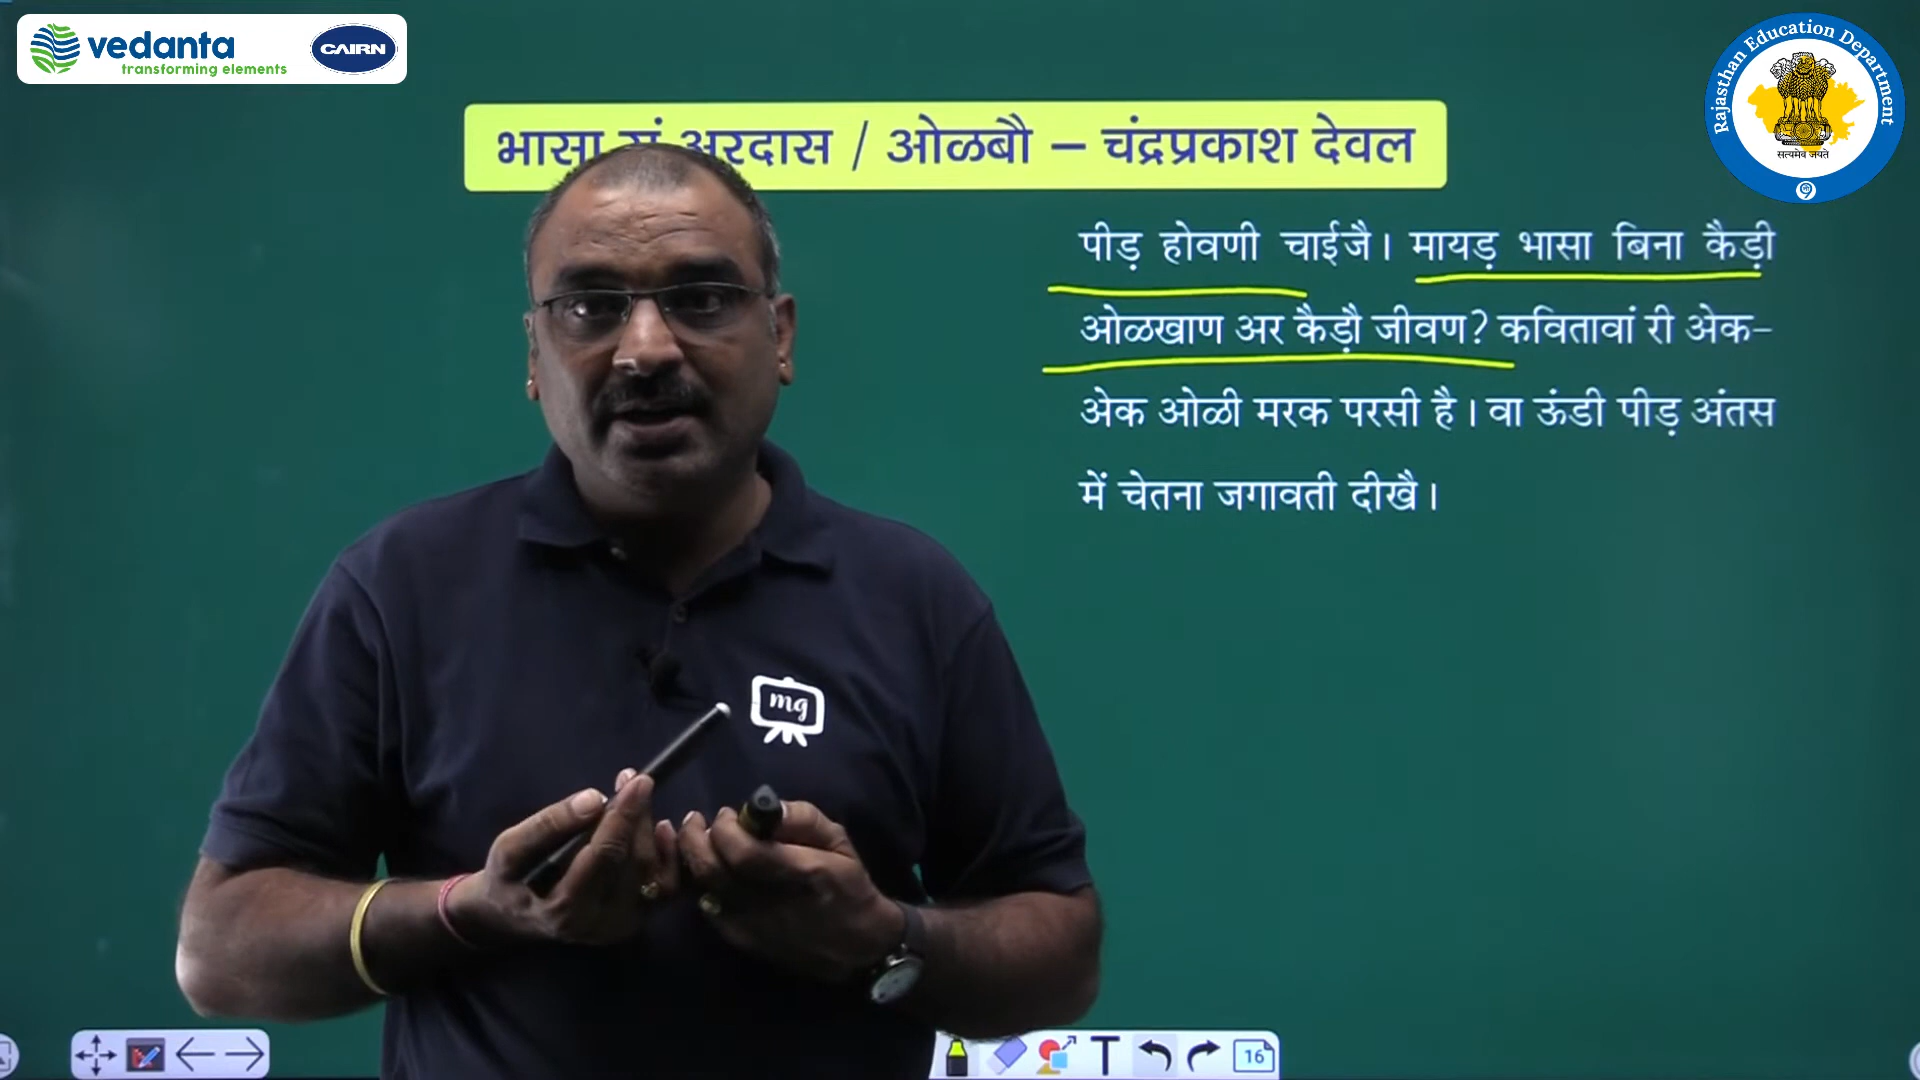 vedanta
transforming elements
CAIRN
Rajasthan Education Department
सत्यमेव जयते
भासा अरदास / ओळबौ – चंद्रप्रकाश देवल
पीड़ होवणी चाईजै। मायड़ भासा बिना कैड़ी
ओळखाण अर कैड़ौ जीवण? कवितावां री अेक–
अेक ओळी मरक परसी है। वा ऊंडी पीड़ अंतस
में चेतना जगावती दीखै।
mg
T
16